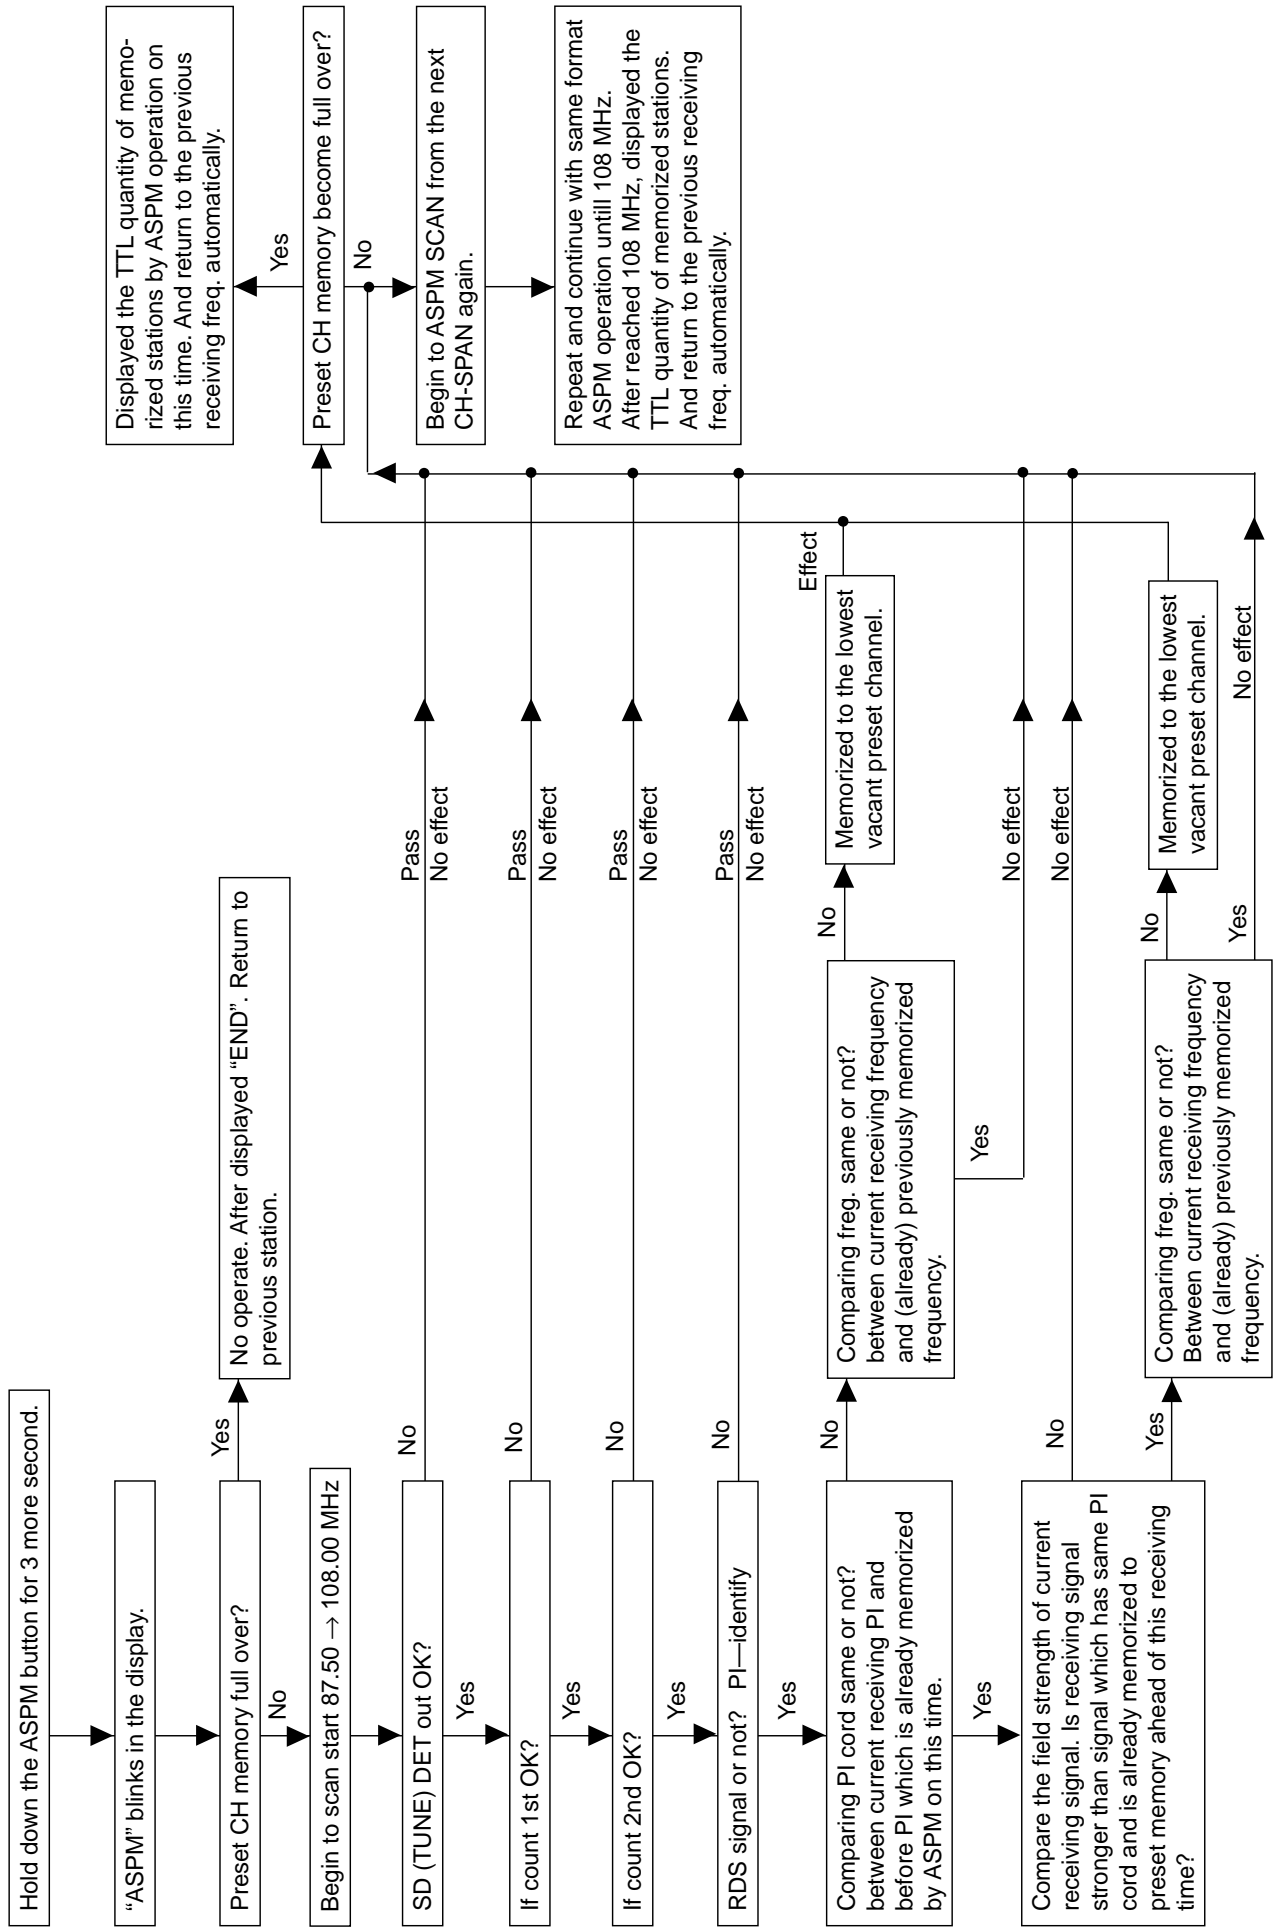 Hold down the ASPM button for 3 more second.
“ASPM” blinks in the display.
Preset CH memory full over?
Yes
No operate. After displayed “END”. Return to
previous station.
No
Begin to scan start 87.50 → 108.00 MHz
SD (TUNE) DET out OK?
No
Pass
No effect
Yes
If count 1st OK?
No
Pass
No effect
Yes
If count 2nd OK?
No
Pass
No effect
Yes
RDS signal or not? PI—identify
No
Pass
No effect
Yes
Comparing PI cord same or not?
between current receiving PI and
before PI which is already memorized
by ASPM on this time.
No
Comparing freg. same or not?
between current receiving frequency
and (already) previously memorized
frequency.
No
Memorized to the lowest
vacant preset channel.
Effect
Yes
No effect
Yes
Compare the field strength of current
receiving signal. Is receiving signal
stronger than signal which has same PI
cord and is already memorized to
preset memory ahead of this receiving
time?
No
No effect
Yes
Comparing freg. same or not?
Between current receiving frequency
and (already) previously memorized
frequency.
No
Memorized to the lowest
vacant preset channel.
Yes
No effect
Displayed the TTL quantity of memo-
rized stations by ASPM operation on
this time. And return to the previous
receiving freq. automatically.
Yes
Preset CH memory become full over?
No
Begin to ASPM SCAN from the next
CH-SPAN again.
Repeat and continue with same format
ASPM operation untill 108 MHz.
After reached 108 MHz, displayed the
TTL quantity of memorized stations.
And return to the previous receiving
freq. automatically.